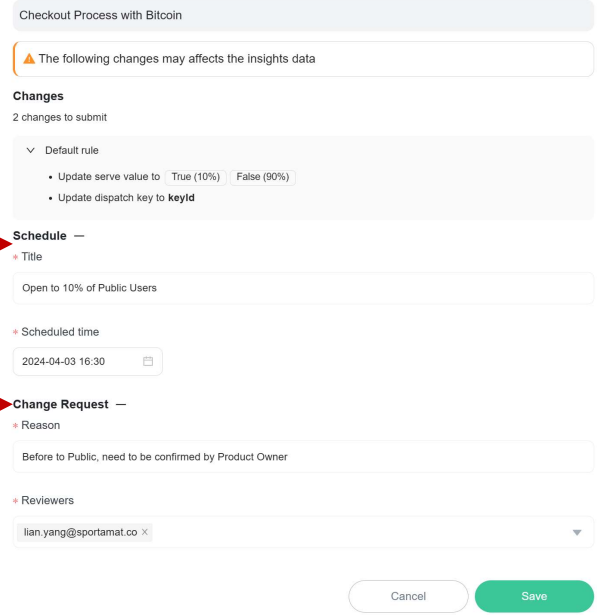 Checkout Process with Bitcoin
The following changes may affects the insights data
Changes
2 changes to submit
Default rule
• Update serve value to True (10%) False (90%)
• Update dispatch key to keyId
Schedule —
* Title
Open to 10% of Public Users
* Scheduled time
2024-04-03 16:30
Change Request —
* Reason
Before to Public, need to be confirmed by Product Owner
* Reviewers
lian.yang@sportamat.co ×
Cancel Save